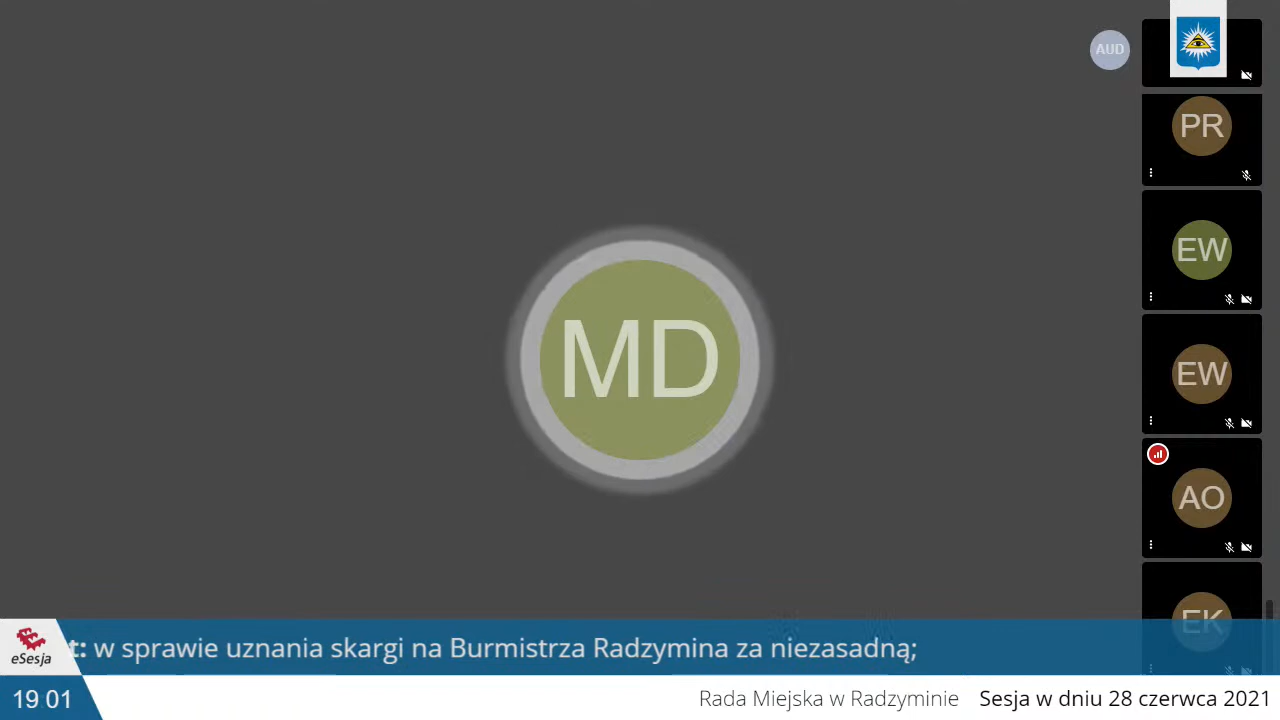 AUD
PR
EW
EW
AO
EK
MD
t: w sprawie uznania skargi na Burmistrza Radzymina za niezasadną;
eSesja
19:01
Rada Miejska w Radzyminie Sesja w dniu 28 czerwca 2021